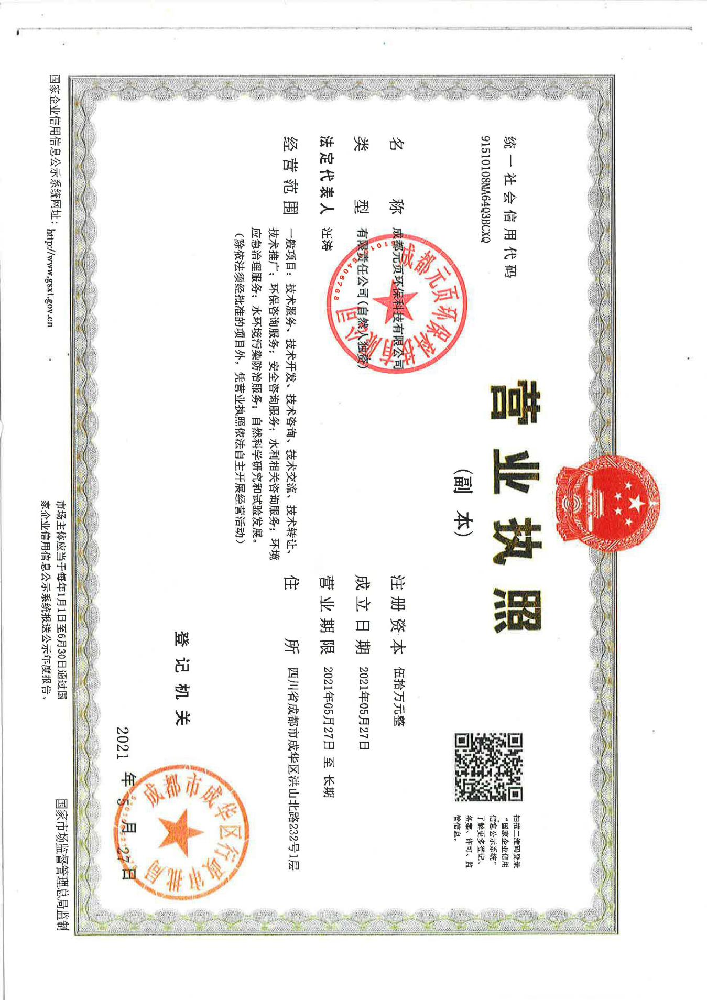 营业执照
（副 本）
统一社会信用代码
91510108MA64Q3BCXQ
扫描二维码登录
“国家企业信用
信息公示系统”
了解更多登记、
备案、许可、监
管信息。
名 称 成都元页环保科技有限公司
类 型 有限责任公司(自然人独资)
法定代表人 汪涛
经营范围 一般项目：技术服务、技术开发、技术咨询、技术交流、技术转让、
技术推广；环保咨询服务；安全咨询服务；水利相关咨询服务；环境
应急治理服务；水环境污染防治服务；自然科学研究和试验发展。
（除依法须经批准的项目外，凭营业执照依法自主开展经营活动）
注册资本 伍拾万元整
成立日期 2021年05月27日
营业期限 2021年05月27日 至 长期
住 所 四川省成都市成华区洪山北路232号1层
成都元页环保科技有限公司
登记机关
成都市成华区行政审批局
2021 年 5 月 27 日
国家企业信用信息公示系统网址：http://www.gsxt.gov.cn
市场主体应当于每年1月1日至6月30日通过国
家企业信用信息公示系统报送公示年度报告。
国家市场监督管理总局监制